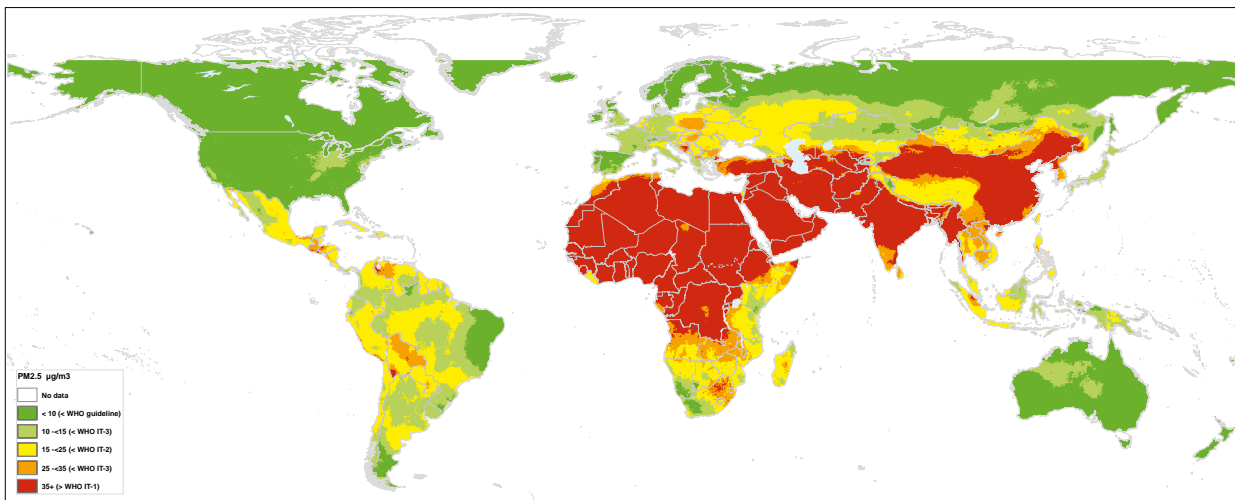 PM2.5 µg/m3
No data
< 10 (< WHO guideline)
10 -<15 (< WHO IT-3)
15 -<25 (< WHO IT-2)
25 -<35 (< WHO IT-3)
35+ (> WHO IT-1)